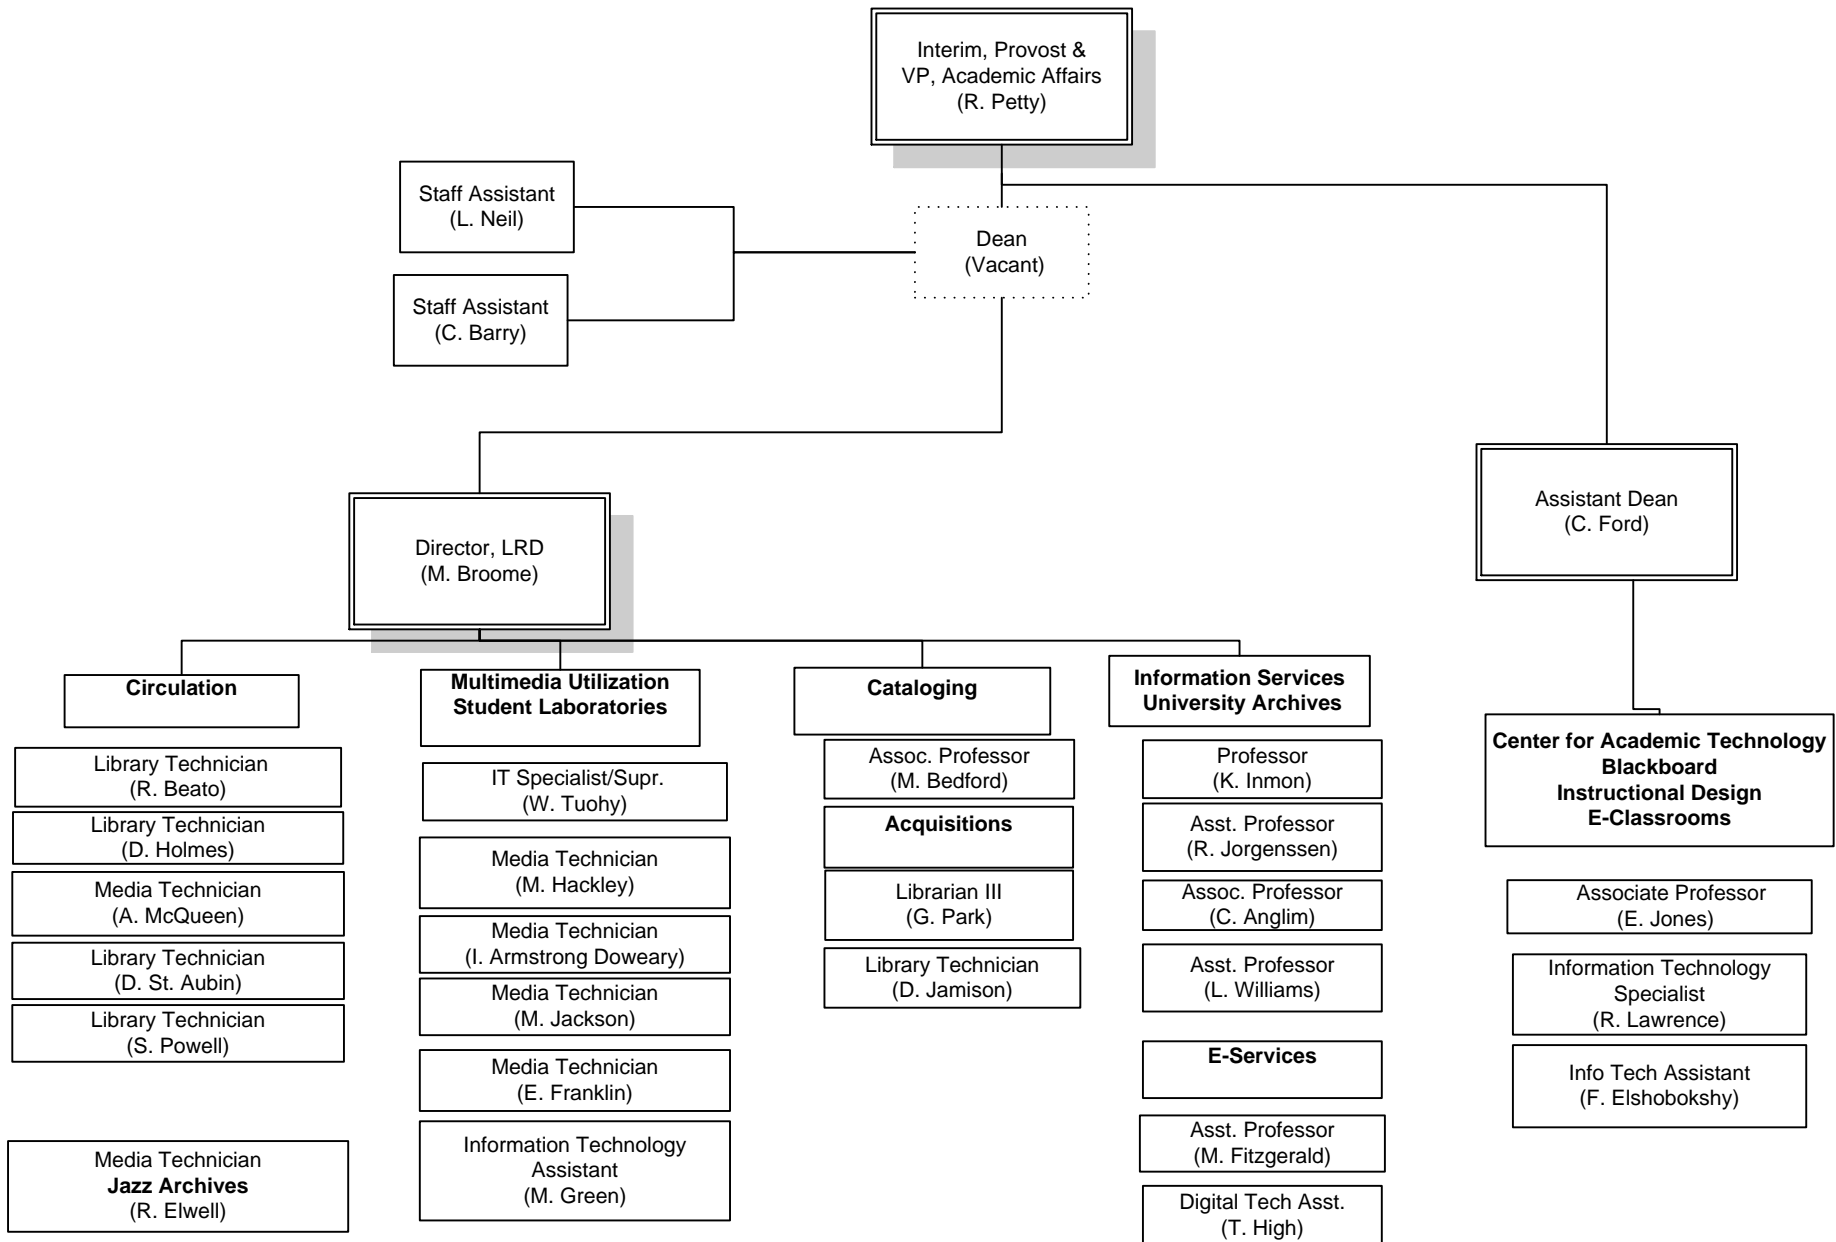 Interim, Provost &
VP, Academic Affairs
(R. Petty)
Staff Assistant
(L. Neil)
Dean
(Vacant)
Staff Assistant
(C. Barry)
Assistant Dean
(C. Ford)
Director, LRD
(M. Broome)
Circulation
Library Technician
(R. Beato)
Library Technician
(D. Holmes)
Media Technician
(A. McQueen)
Library Technician
(D. St. Aubin)
Library Technician
(S. Powell)
Media Technician
Jazz Archives
(R. Elwell)
Multimedia Utilization
Student Laboratories
IT Specialist/Supr.
(W. Tuohy)
Media Technician
(M. Hackley)
Media Technician
(I. Armstrong Doweary)
Media Technician
(M. Jackson)
Media Technician
(E. Franklin)
Information Technology
Assistant
(M. Green)
Cataloging
Assoc. Professor
(M. Bedford)
Acquisitions
Librarian III
(G. Park)
Library Technician
(D. Jamison)
Information Services
University Archives
Professor
(K. Inmon)
Asst. Professor
(R. Jorgenssen)
Assoc. Professor
(C. Anglim)
Asst. Professor
(L. Williams)
E-Services
Asst. Professor
(M. Fitzgerald)
Digital Tech Asst.
(T. High)
Center for Academic Technology
Blackboard
Instructional Design
E-Classrooms
Associate Professor
(E. Jones)
Information Technology
Specialist
(R. Lawrence)
Info Tech Assistant
(F. Elshobokshy)